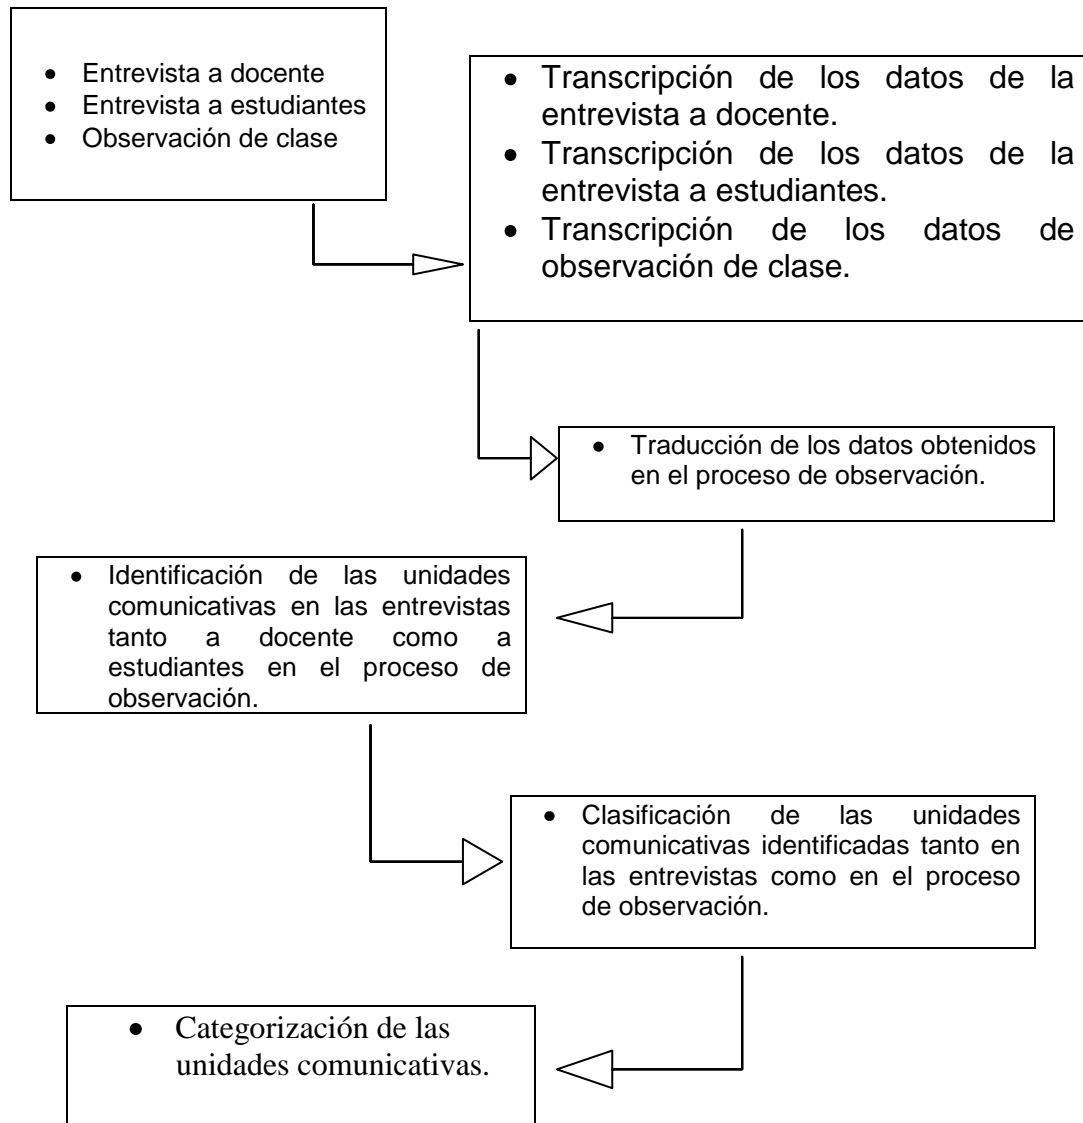 • Entrevista a docente
• Entrevista a estudiantes
• Observación de clase
• Transcripción de los datos de la
entrevista a docente.
• Transcripción de los datos de la
entrevista a estudiantes.
• Transcripción de los datos de
observación de clase.
• Traducción de los datos obtenidos
en el proceso de observación.
• Identificación de las unidades
comunicativas en las entrevistas
tanto a docente como a
estudiantes en el proceso de
observación.
• Clasificación de las unidades
comunicativas identificadas tanto en
las entrevistas como en el proceso
de observación.
• Categorización de las
unidades comunicativas.